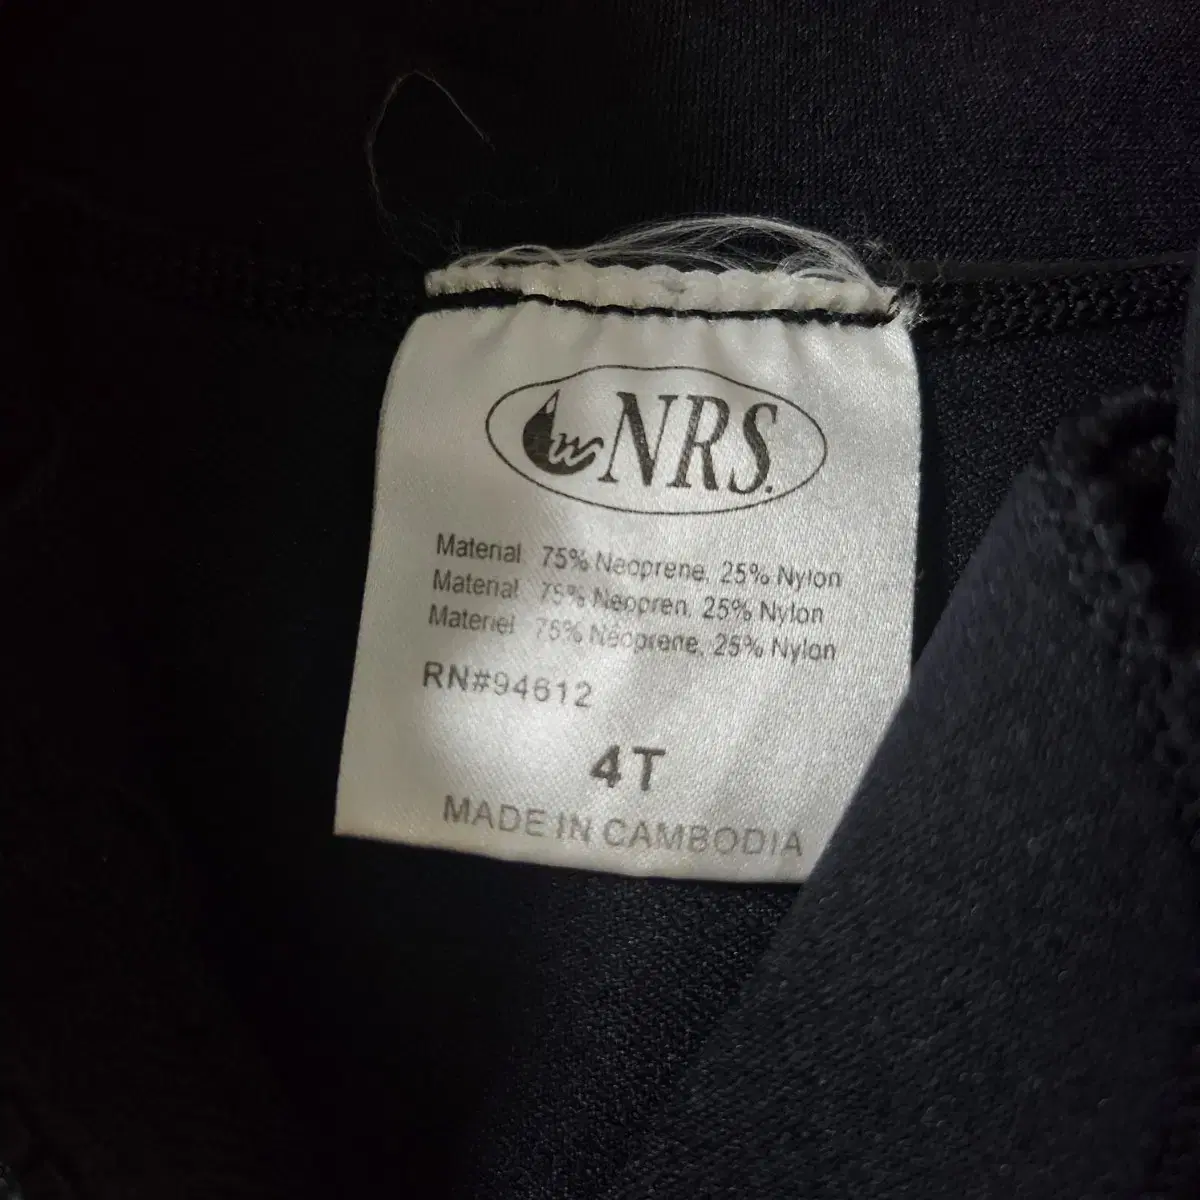 w NRS.
Material 75% Neoprene, 25% Nylon
Material 75% Neopren, 25% Nylon
Materiel 75% Néoprene, 25% Nylon
RN#94612
4T
MADE IN CAMBODIA